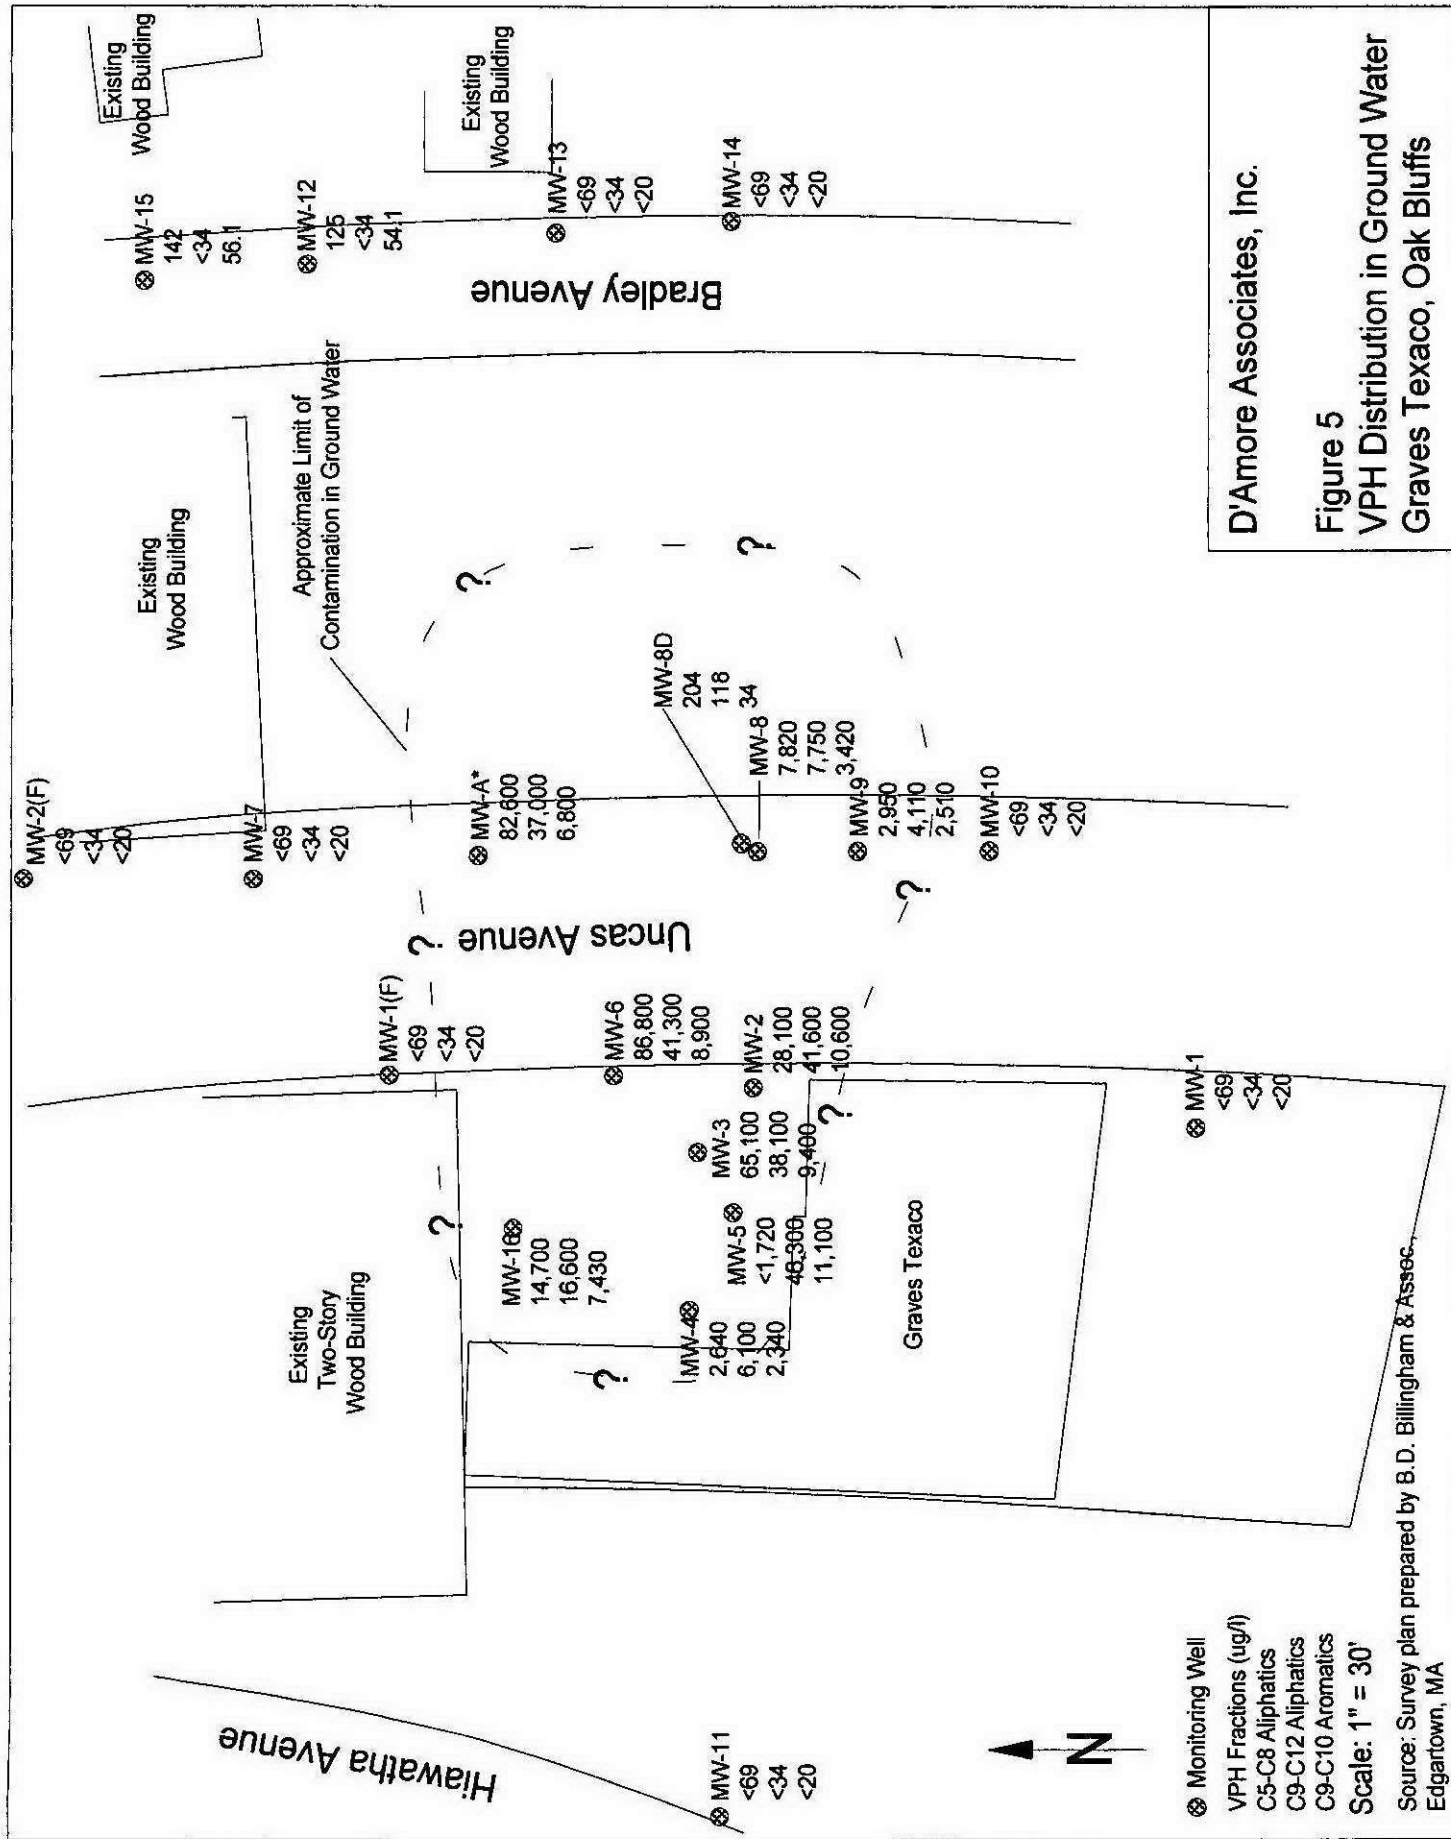 MW-2(F)
<69
<34
<20
MW-7
<69
<34
<20
Existing
Wood Building
Approximate Limit of
Contamination in Ground Water
MW-15
142
<34
56.1
MW-12
125
<34
54.1
Existing
Wood Building
Existing
Wood Building
MW-13
<69
<34
<20
MW-14
<69
<34
<20
Bradley Avenue
Existing
Two-Story
Wood Building
MW-1(F)
<69
<34
<20
?
?
Uncas Avenue
MW-A*
82,600
37,000
6,800
?
?
MW-8D
204
118
34
MW-8
7,820
7,750
3,420
MW-9
2,950
4,110
2,510
MW-10
<69
<34
<20
?
MW-6
86,800
41,300
8,900
MW-2
28,100
41,600
10,600
MW-3
65,100
38,100
9,400
?
MW-16
14,700
16,600
7,430
MW-5
<1,720
48,300
11,100
MW-4
2,640
6,100
2,340
?
Graves Texaco
MW-1
<69
<34
<20
Hiawatha Avenue
MW-11
<69
<34
<20
N
Monitoring Well
VPH Fractions (ug/l)
C5-C8 Aliphatics
C9-C12 Aliphatics
C9-C10 Aromatics
Scale: 1" = 30'
Source: Survey plan prepared by B.D. Billingham & Assoc.,
Edgartown, MA
D'Amore Associates, Inc.
Figure 5
VPH Distribution in Ground Water
Graves Texaco, Oak Bluffs